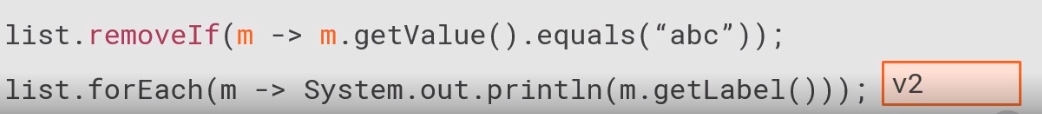 list.removeIf(m -> m.getValue().equals(“abc”));
list.forEach(m -> System.out.println(m.getLabel()));
v2